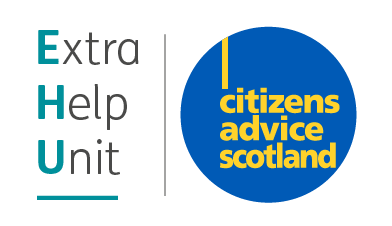 Extra
Help
Unit
citizens
advice
scotland